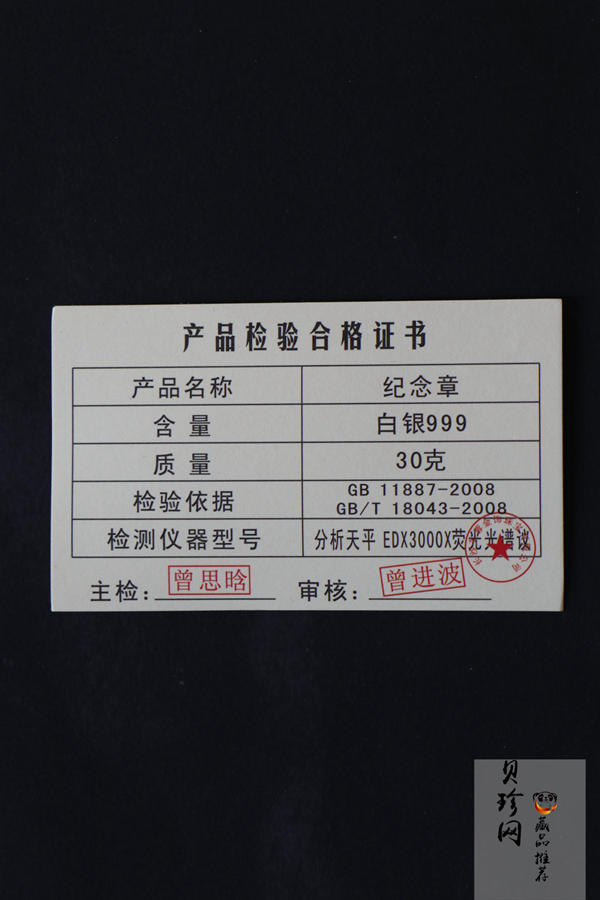 产品检验合格证书
产品名称 纪念章
含量 白银999
质量 30克
检验依据 GB 11887-2008
GB/T 18043-2008
检测仪器型号 分析天平 EDX3000X荧光光谱议
主检：曾思晗 审核：曾进波
贝珍网
藏品推荐